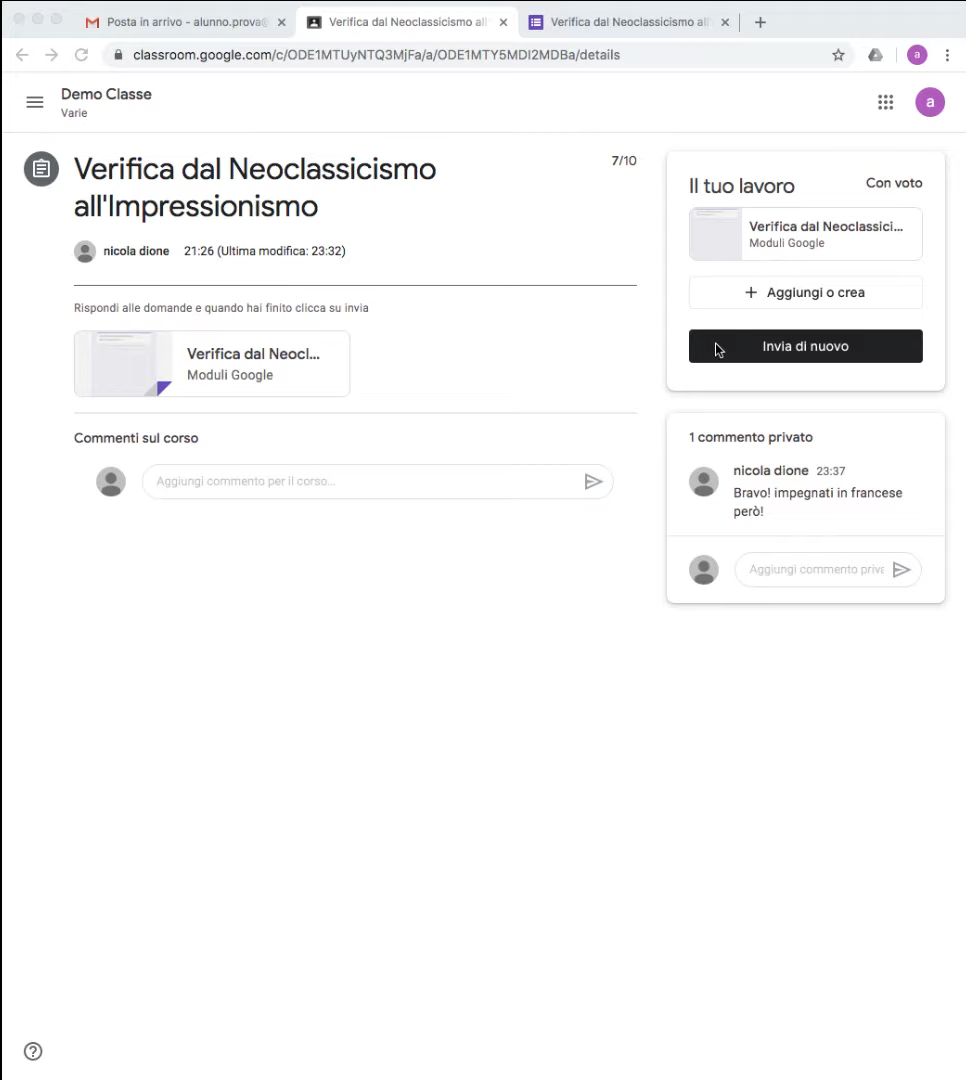 Posta in arrivo - alunno.prova@
Verifica dal Neoclassicismo all'
Verifica dal Neoclassicismo all'
classroom.google.com/c/ODE1MTUyNTQ3MjFa/a/ODE1MTY5MDI2MDBa/details
a
Demo Classe
Varie
a
Verifica dal Neoclassicismo
all'Impressionismo
7/10
nicola dione 21:26 (Ultima modifica: 23:32)
Rispondi alle domande e quando hai finito clicca su invia
Verifica dal Neocl...
Moduli Google
Commenti sul corso
Aggiungi commento per il corso...
Il tuo lavoro
Con voto
Verifica dal Neoclassici...
Moduli Google
+ Aggiungi o crea
Invia di nuovo
1 commento privato
nicola dione 23:37
Bravo! impegnati in francese
però!
Aggiungi commento priva